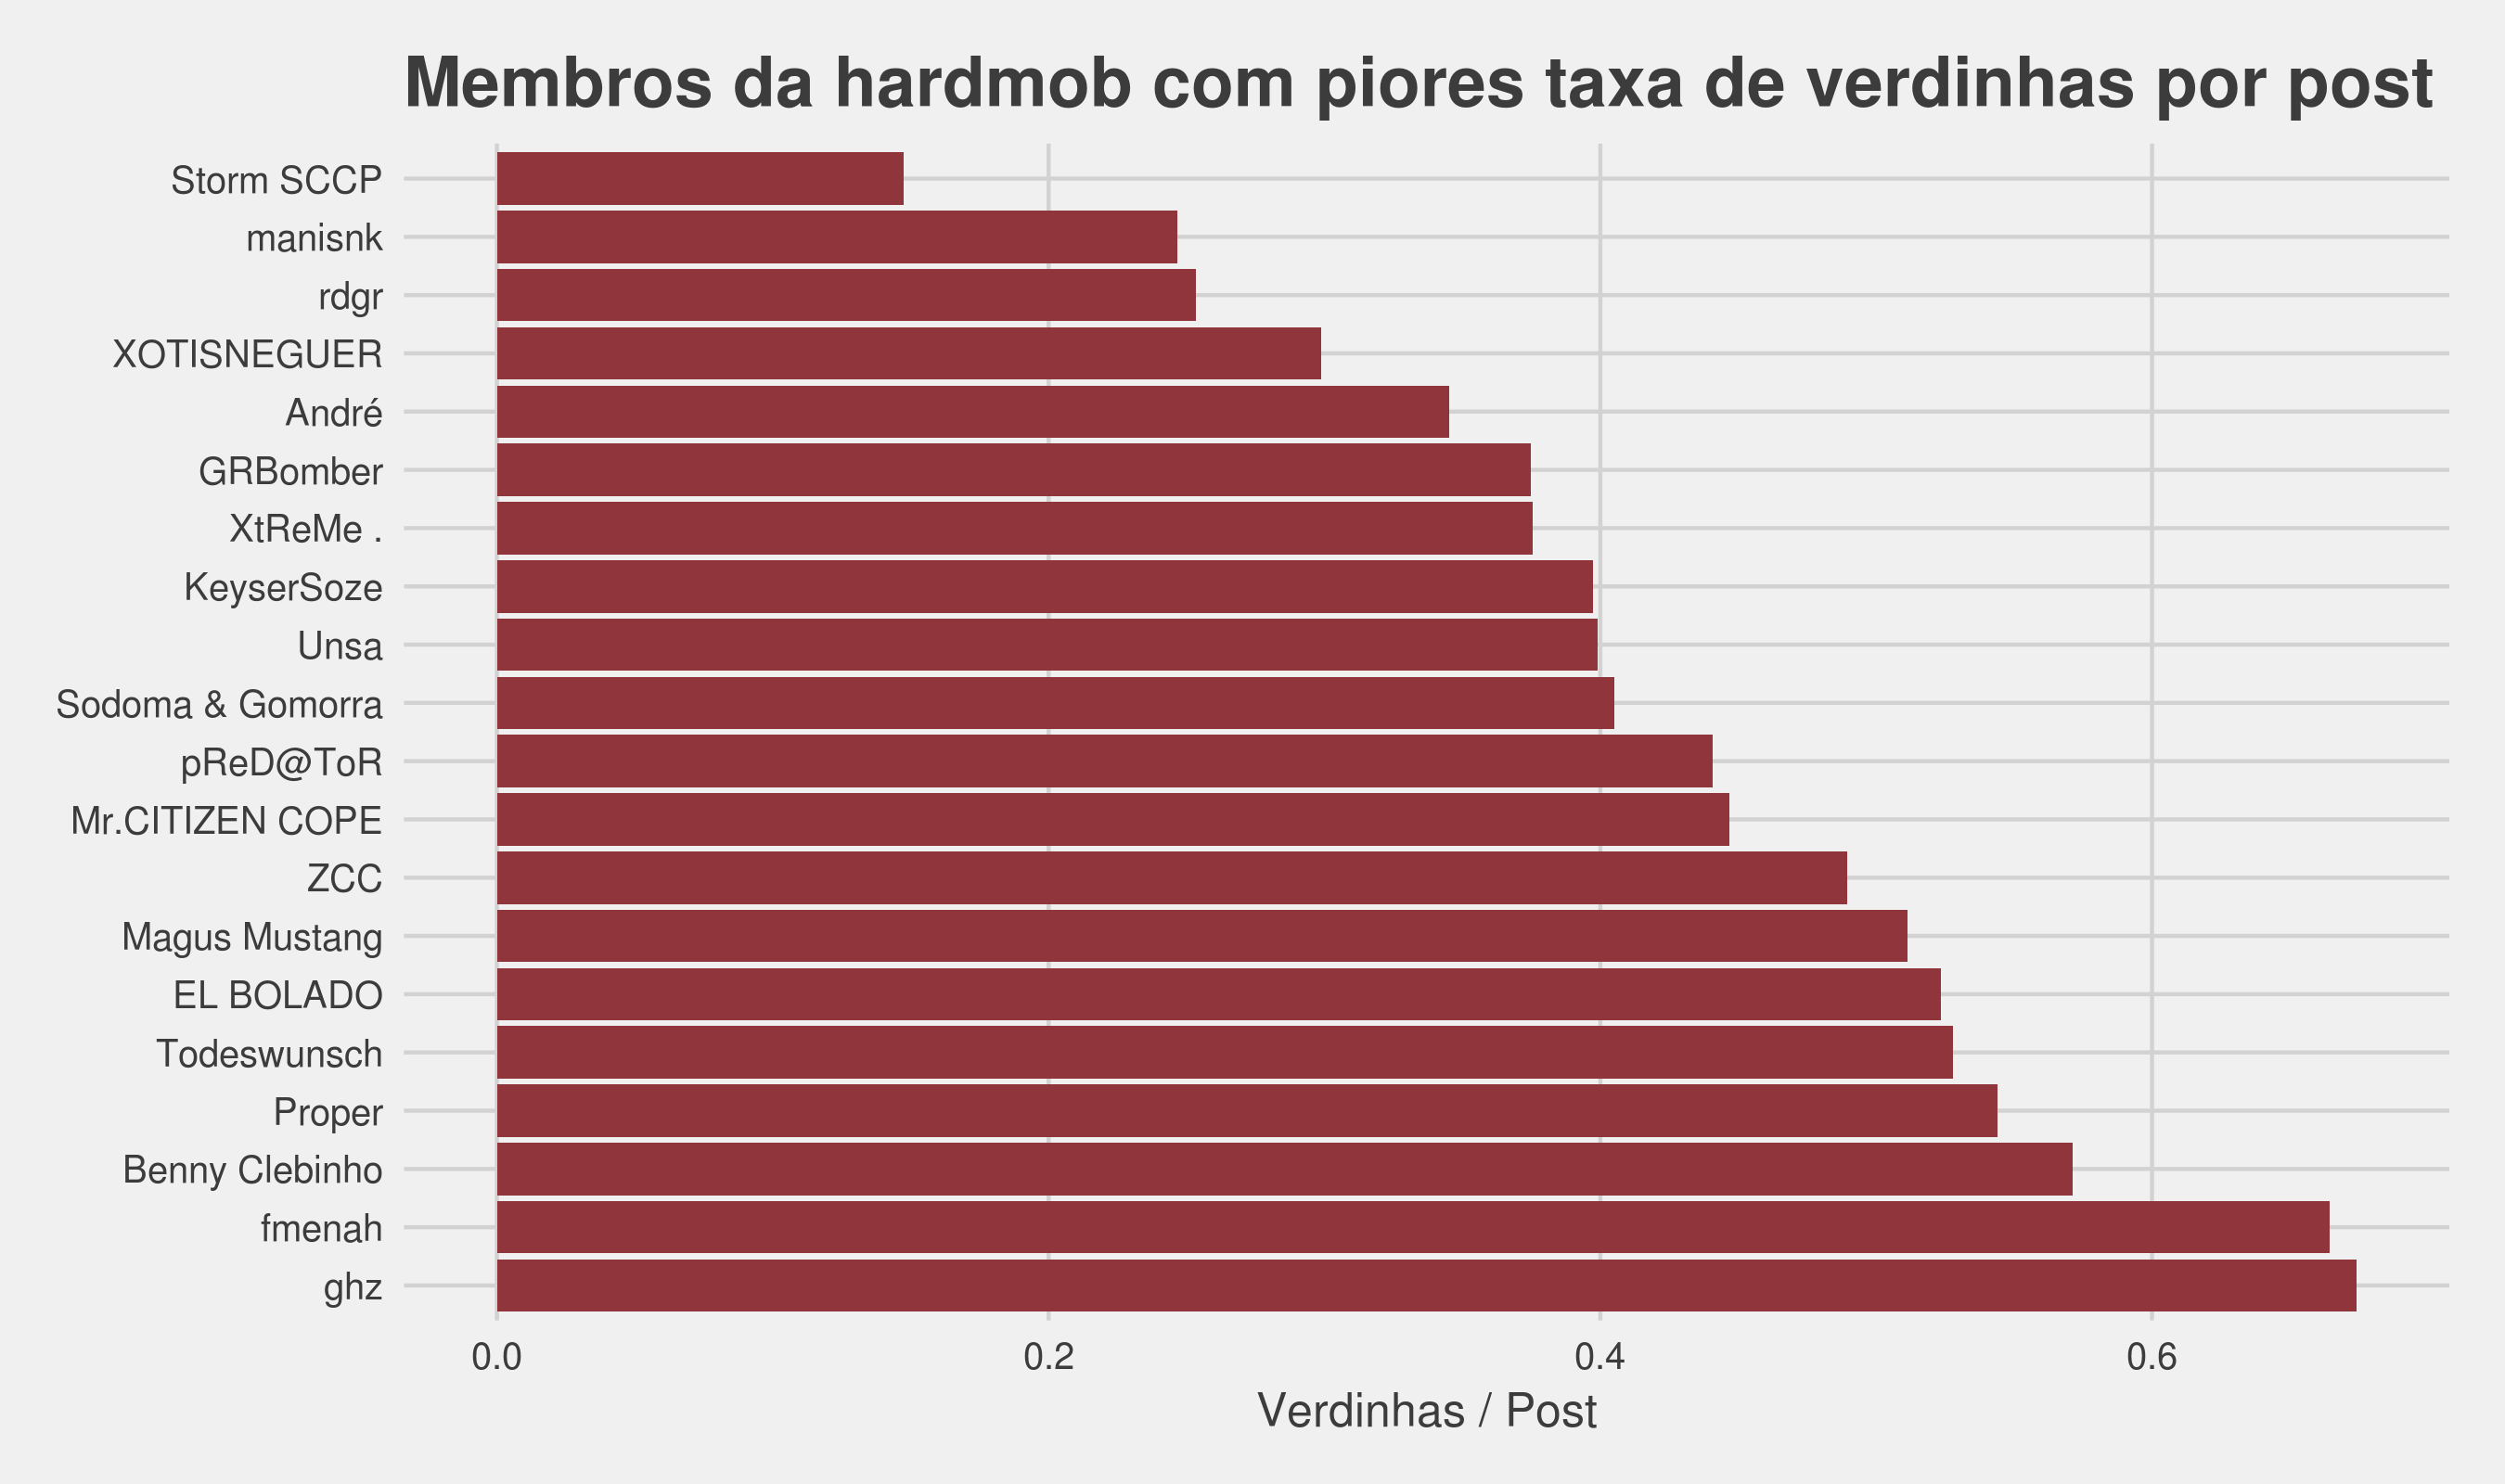 Membros da hardmob com piores taxa de verdinhas por post
Storm SCCP
manisnk
rdgr
XOTISNEGUER
André
GRBomber
XtReMe .
KeyserSoze
Unsa
Sodoma & Gomorra
pReD@ToR
Mr.CITIZEN COPE
ZCC
Magus Mustang
EL BOLADO
Todeswunsch
Proper
Benny Clebinho
fmenah
ghz
0.0 0.2 0.4 0.6
Verdinhas / Post